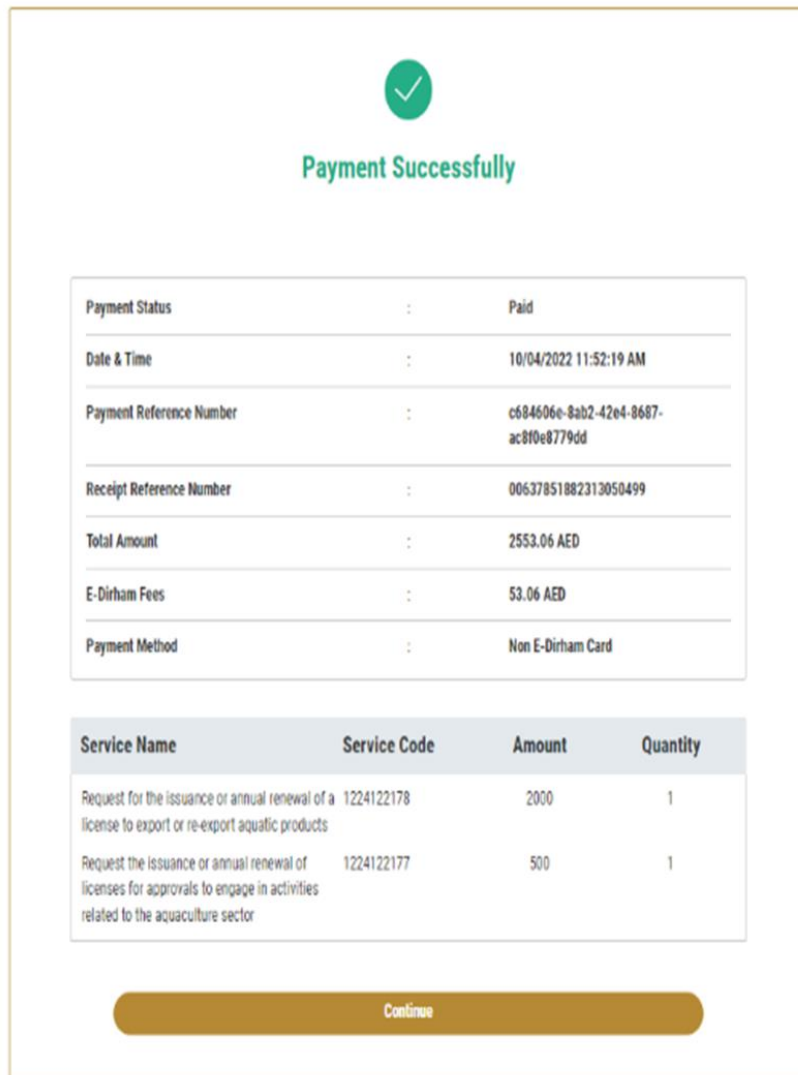 Payment Successfully
Payment Status : Paid
Date & Time : 10/04/2022 11:52:19 AM
Payment Reference Number : c684606e-8ab2-42e4-8687-
ac8f0e8779dd
Receipt Reference Number : 00637851882313050499
Total Amount : 2553.06 AED
E-Dirham Fees : 53.06 AED
Payment Method : Non E-Dirham Card
Service Name Service Code Amount Quantity
Request for the issuance or annual renewal of a 1224122178 2000 1
license to export or re-export aquatic products
Request the issuance or annual renewal of 1224122177 500 1
licenses for approvals to engage in activities
related to the aquaculture sector
Continue